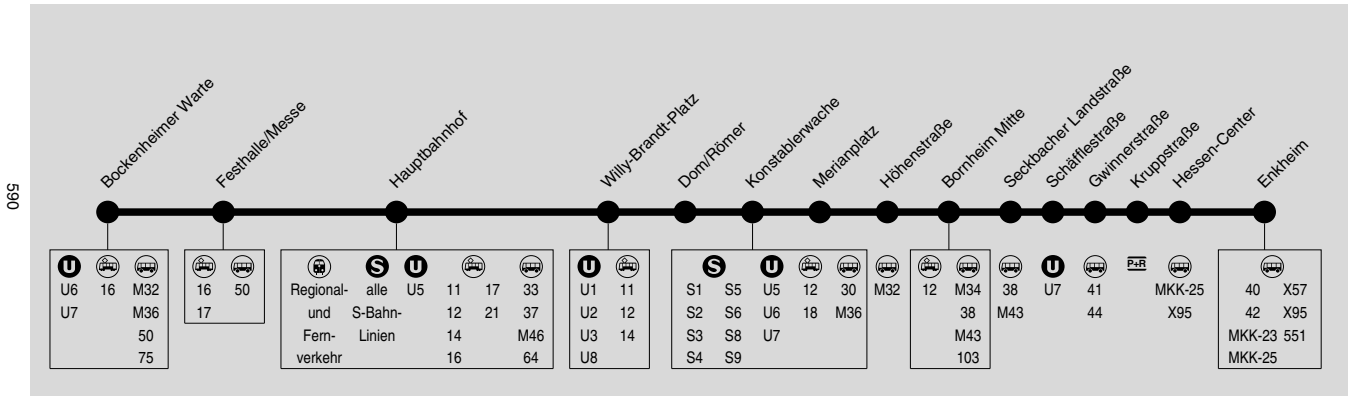 590
Bockenheimer Warte
Festhalle/Messe
Hauptbahnhof
Willy-Brandt-Platz
Dom/Römer
Konstablerwache
Merianplatz
Höhenstraße
Bornheim Mitte
Seckbacher Landstraße
Schäfflestraße
Gwinnerstraße
Kruppstraße
Hessen-Center
Enkheim
U
U6 16 M32
U7 M36
50
75
16 50
17
S U
Regional- alle U5 11 17 33
und S-Bahn- 12 21 37
Fern- Linien 14 M46
verkehr 16 64
U
U1 11
U2 12
U3 14
U8
S U
S1 S5 U5 12 30
S2 S6 U6 18 M36
S3 S8 U7
S4 S9
M32
12 M34
38
M43
103
38
M43
U
U7
41
44
P+R
MKK-25
X95
40 X57
42 X95
MKK-23 551
MKK-25